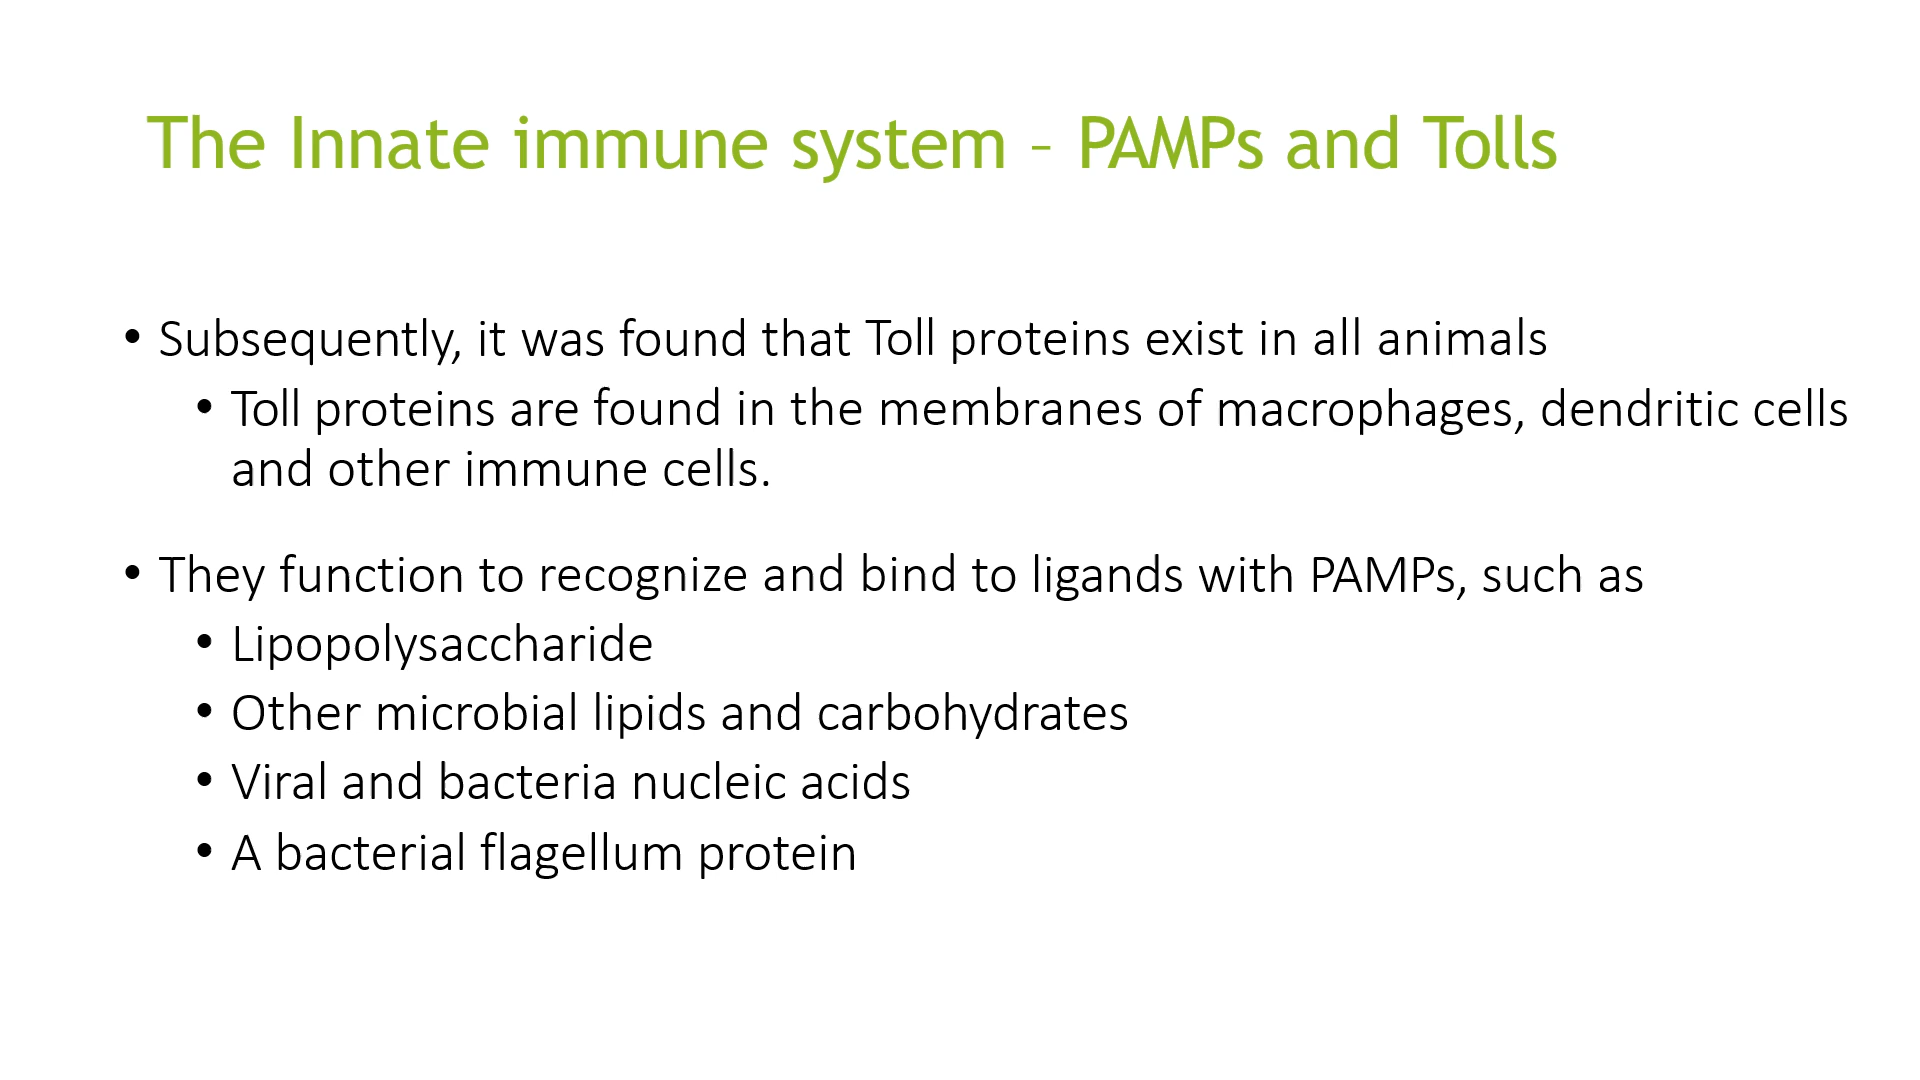 The Innate immune system – PAMPs and Tolls
• Subsequently, it was found that Toll proteins exist in all animals
• Toll proteins are found in the membranes of macrophages, dendritic cells
and other immune cells.
• They function to recognize and bind to ligands with PAMPs, such as
• Lipopolysaccharide
• Other microbial lipids and carbohydrates
• Viral and bacteria nucleic acids
• A bacterial flagellum protein